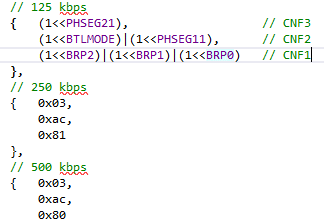 // 125 kbps
{   (1<<PHSEG21),                     // CNF3
    (1<<BTLMODE)|(1<<PHSEG11),        // CNF2
    (1<<BRP2)|(1<<BRP1)|(1<<BRP0)     // CNF1
},
// 250 kbps
{   0x03,
    0xac,
    0x81
},
// 500 kbps
{   0x03,
    0xac,
    0x80